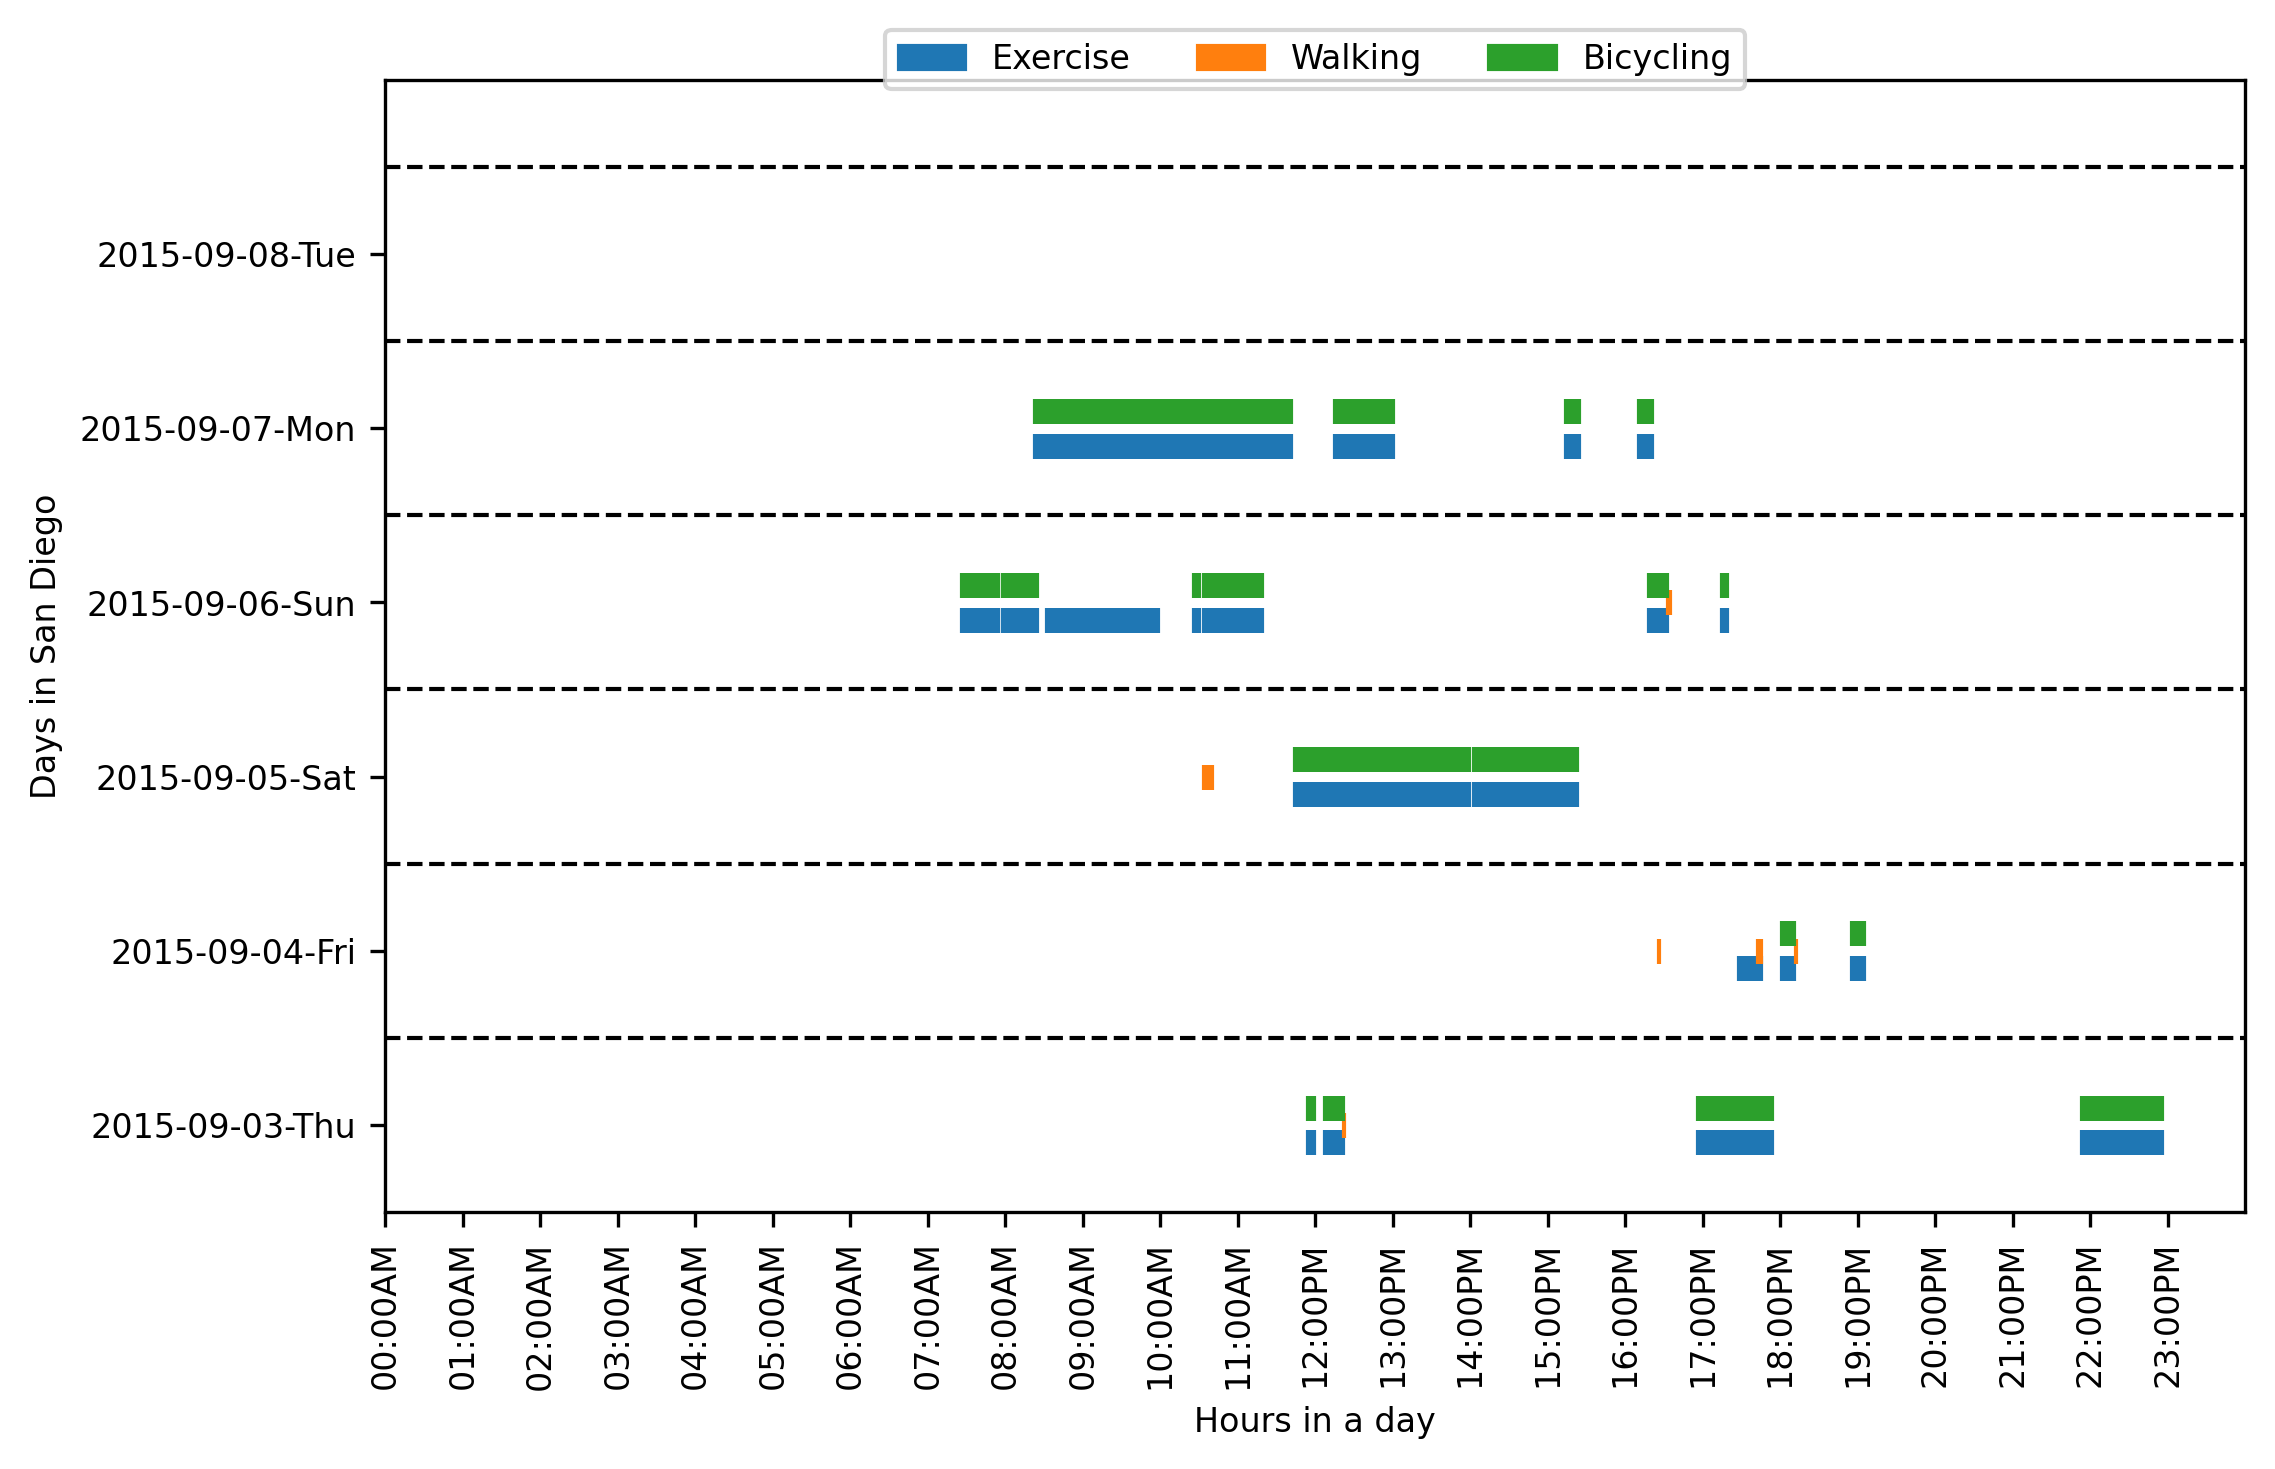 Exercise Walking Bicycling
2015-09-08-Tue
2015-09-07-Mon
2015-09-06-Sun
2015-09-05-Sat
2015-09-04-Fri
2015-09-03-Thu
Days in San Diego
00:00AM
01:00AM
02:00AM
03:00AM
04:00AM
05:00AM
06:00AM
07:00AM
08:00AM
09:00AM
10:00AM
11:00AM
12:00PM
13:00PM
14:00PM
15:00PM
16:00PM
17:00PM
18:00PM
19:00PM
20:00PM
21:00PM
22:00PM
23:00PM
Hours in a day